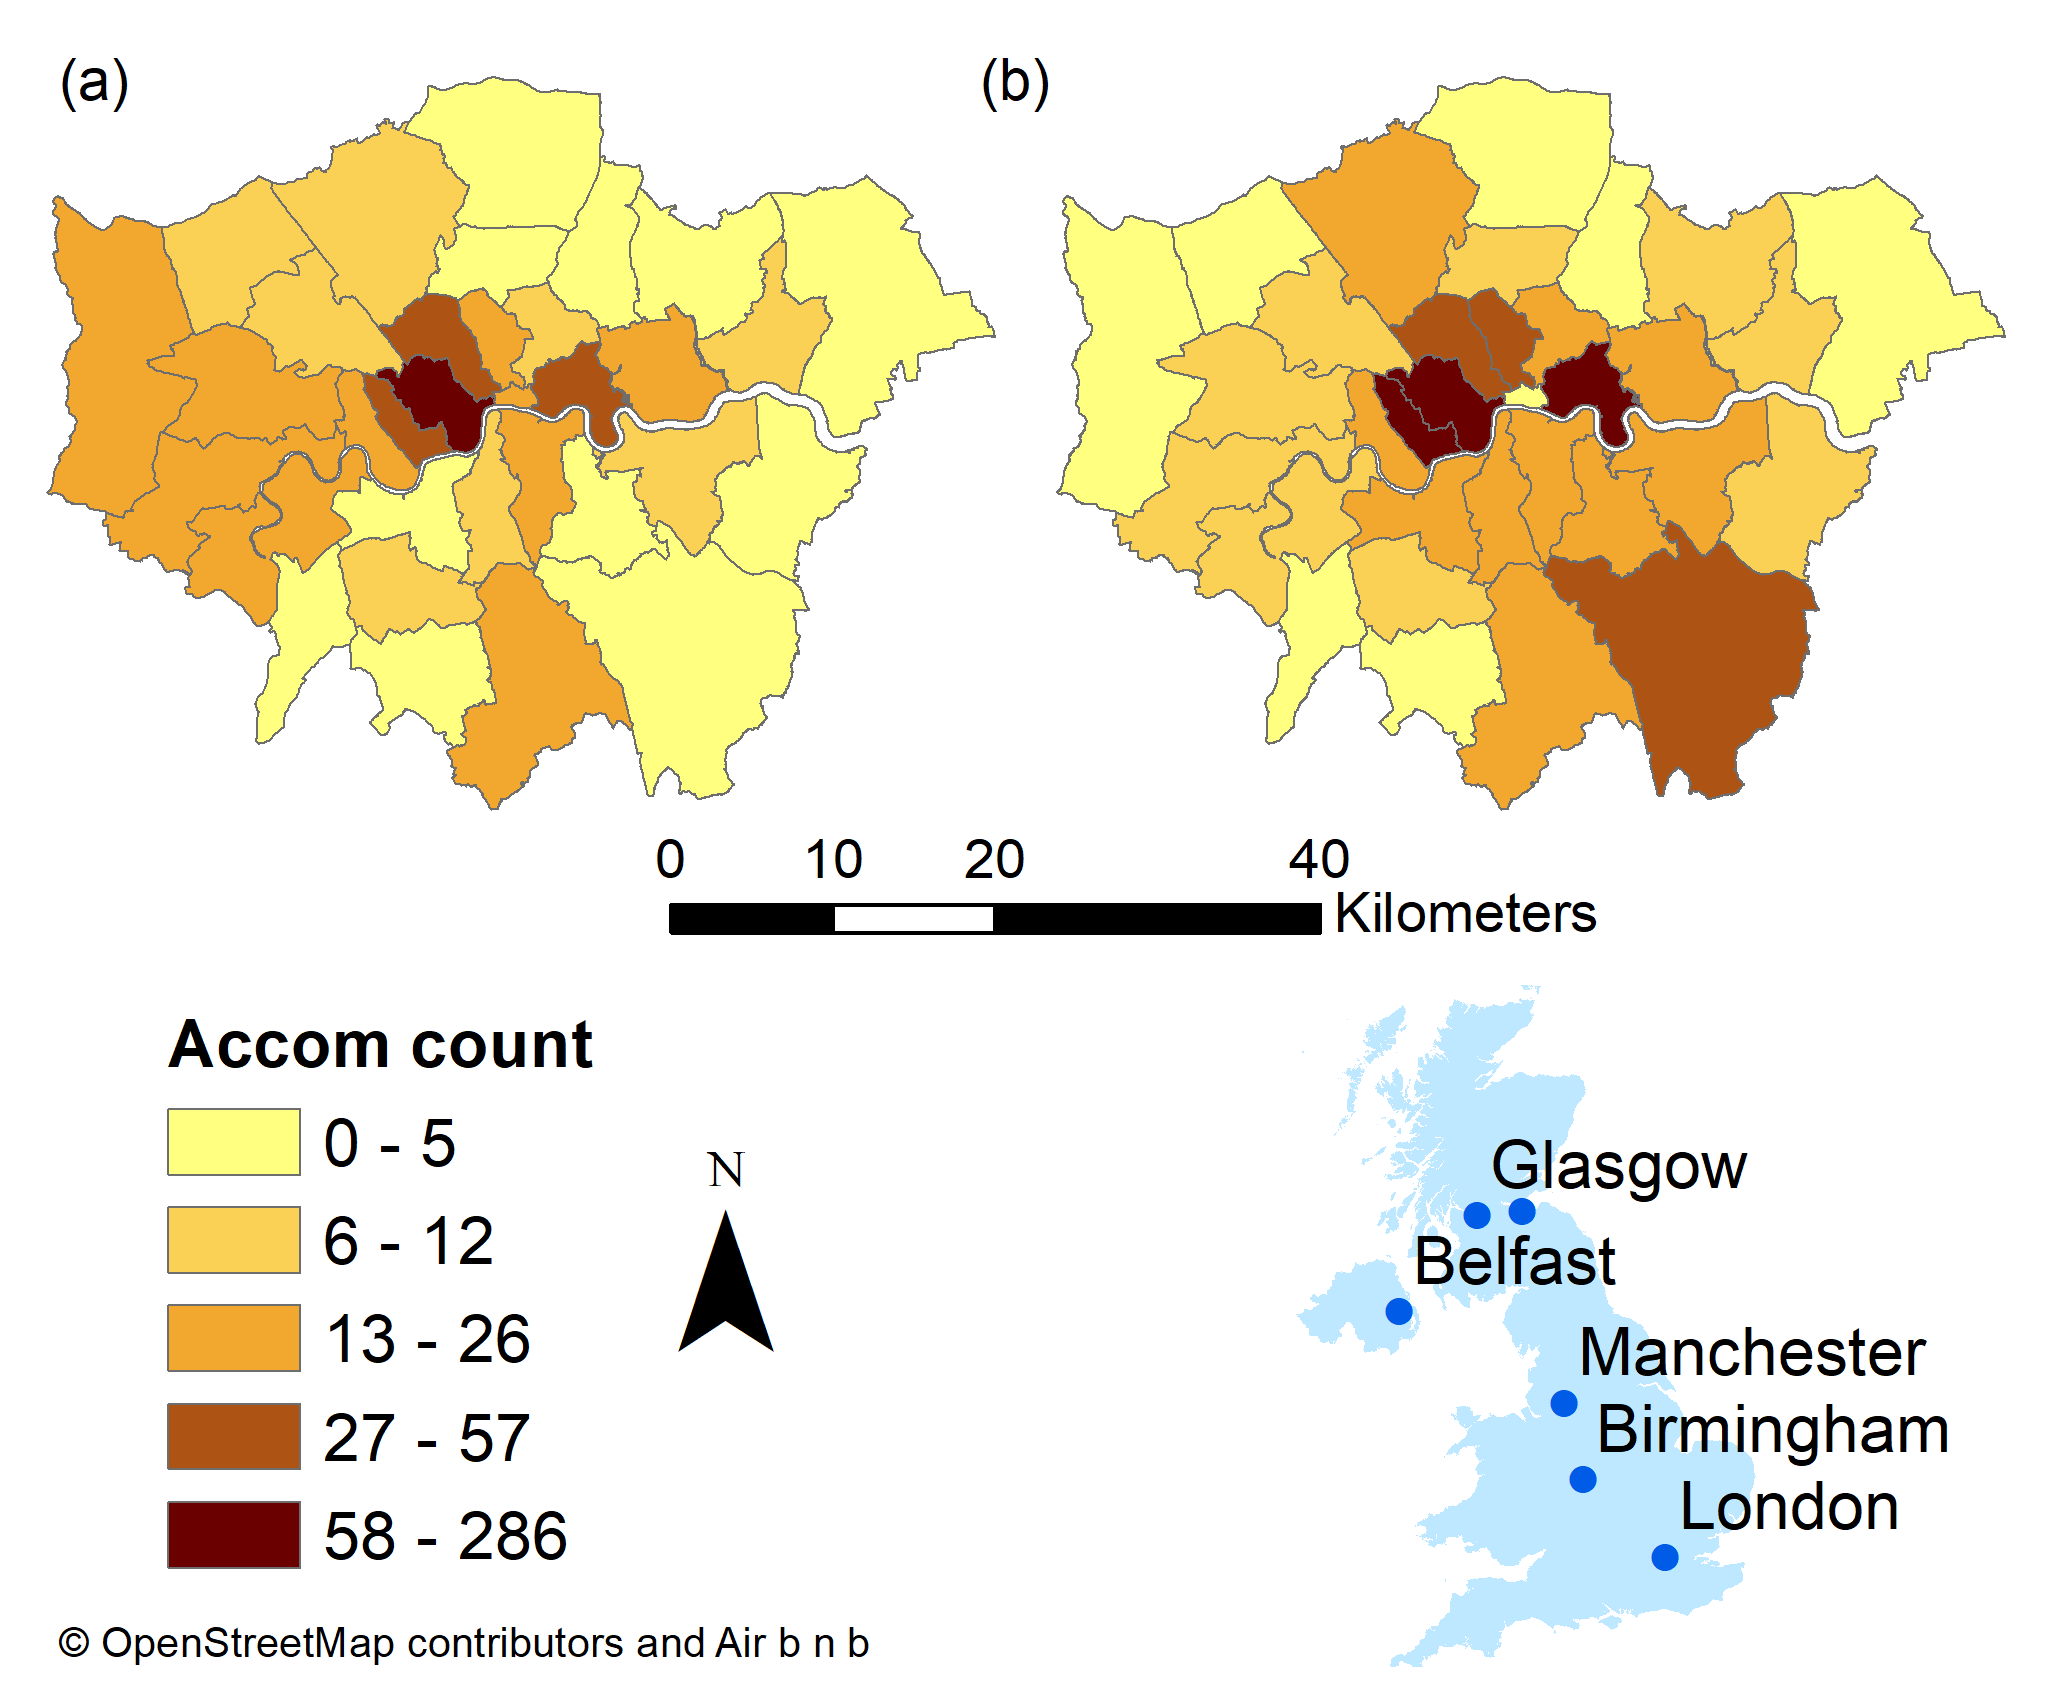 (a)
(b)
0 10 20 40
Kilometers
Accom count
0 - 5
6 - 12
13 - 26
27 - 57
58 - 286
N
Glasgow
Belfast
Manchester
Birmingham
London
© OpenStreetMap contributors and Air b n b